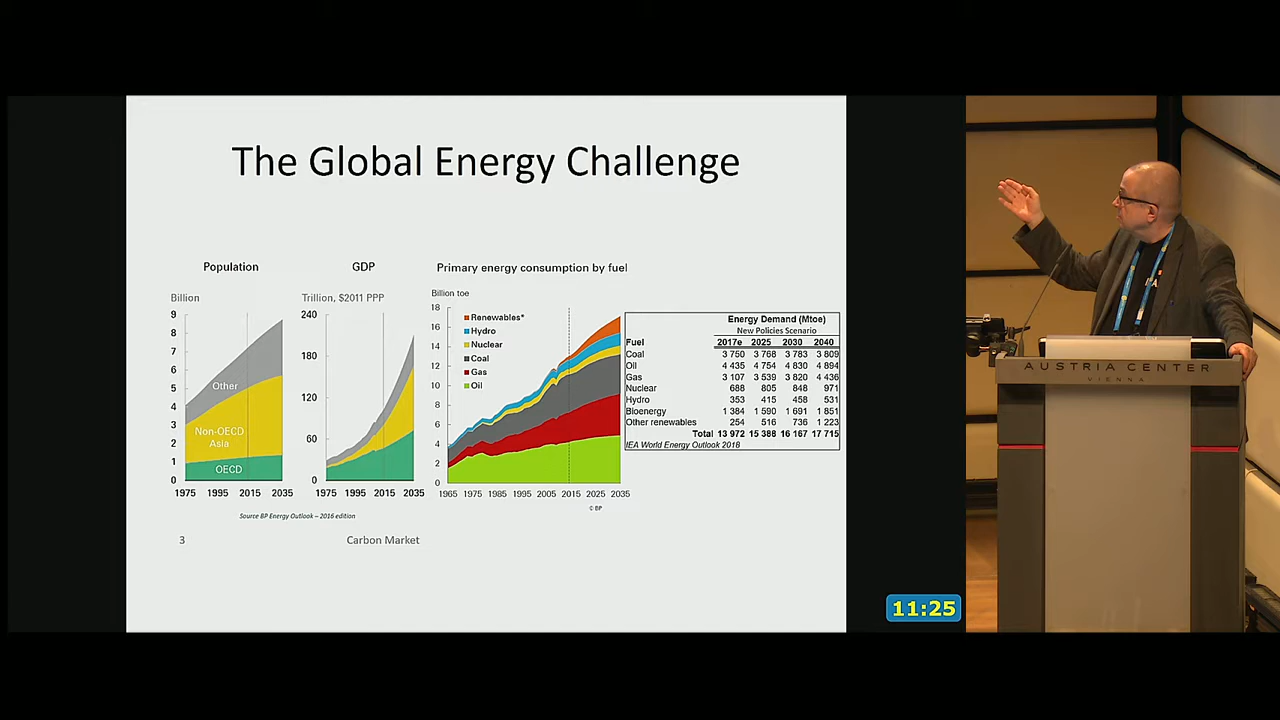 The Global Energy Challenge
Population
Billion
9
8
7
6
5
4
3
2
1
0
Other
Non-OECD
Asia
OECD
1975 1995 2015 2035
GDP
Trillion, $2011 PPP
240
180
120
60
0
1975 1995 2015 2035
Source BP Energy Outlook – 2016 edition
Primary energy consumption by fuel
Billion toe
18
16
14
12
10
8
6
4
2
0
Renewables*
Hydro
Nuclear
Coal
Gas
Oil
1965 1975 1985 1995 2005 2015 2025 2035
© BP
Energy Demand (Mtoe)
New Policies Scenario
Fuel 2017e 2025 2030 2040
Coal 3 750 3 768 3 783 3 809
Oil 4 435 4 754 4 830 4 894
Gas 3 107 3 539 3 820 4 436
Nuclear 688 805 848 971
Hydro 353 415 458 531
Bioenergy 1 384 1 590 1 691 1 851
Other renewables 254 516 736 1 223
Total 13 972 15 388 16 167 17 715
IEA World Energy Outlook 2018
3 Carbon Market
11:25
AUSTRIA CENTER
VIENNA